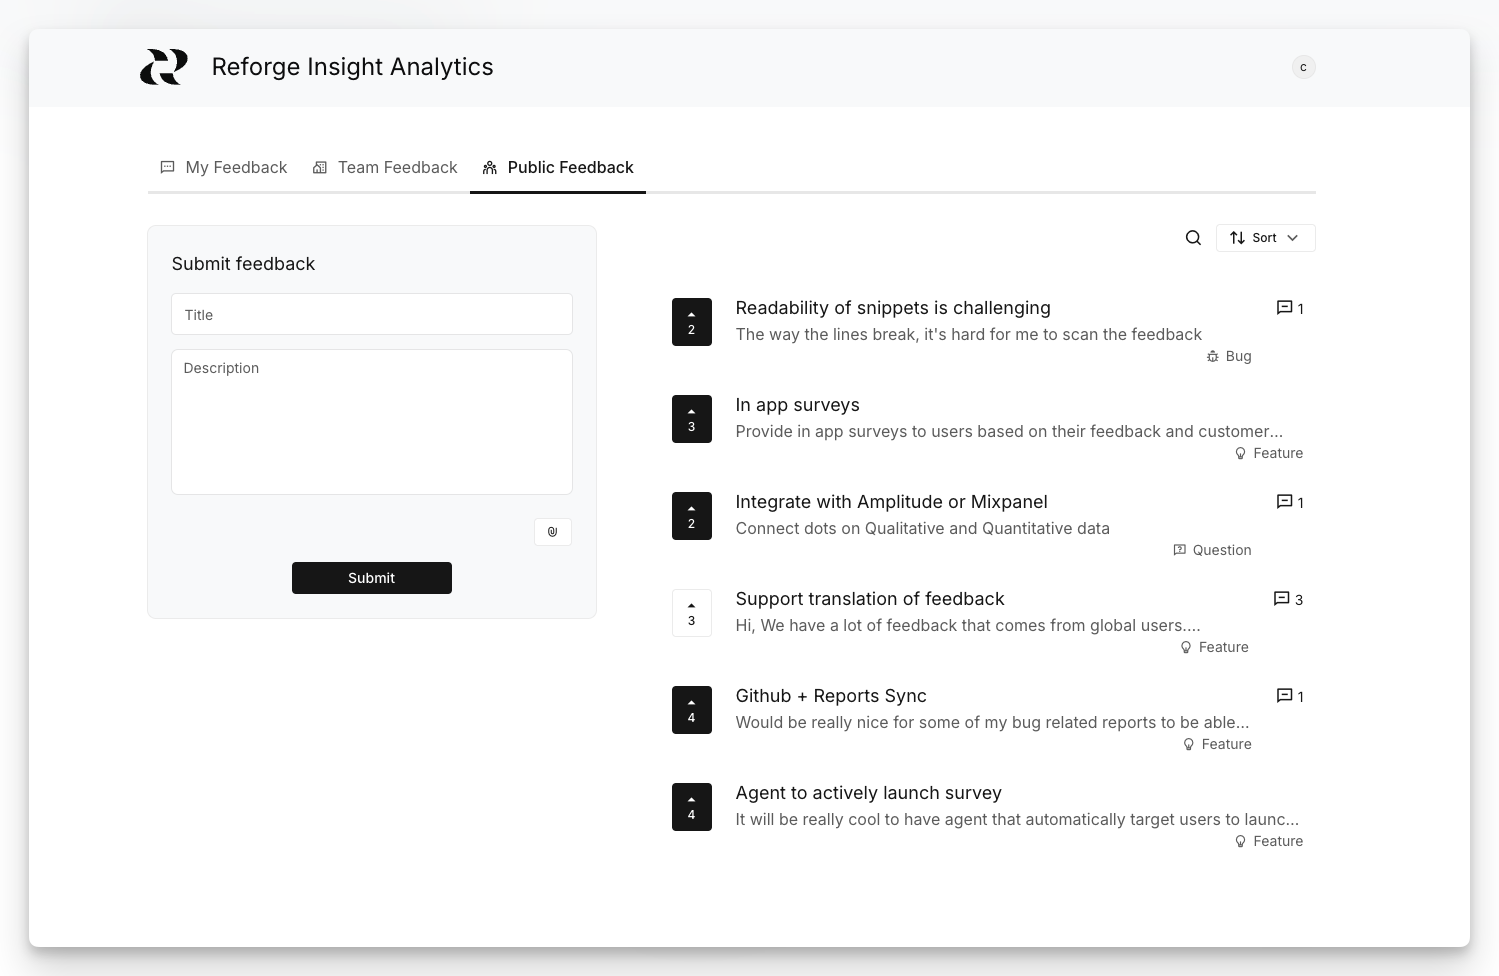 Reforge Insight Analytics
c
My Feedback
Team Feedback
Public Feedback
Submit feedback
Title
Description
Submit
Sort
2
Readability of snippets is challenging
1
The way the lines break, it's hard for me to scan the feedback
Bug
3
In app surveys
Provide in app surveys to users based on their feedback and customer...
Feature
2
Integrate with Amplitude or Mixpanel
1
Connect dots on Qualitative and Quantitative data
Question
3
Support translation of feedback
3
Hi, We have a lot of feedback that comes from global users....
Feature
4
Github + Reports Sync
1
Would be really nice for some of my bug related reports to be able...
Feature
4
Agent to actively launch survey
It will be really cool to have agent that automatically target users to launc...
Feature